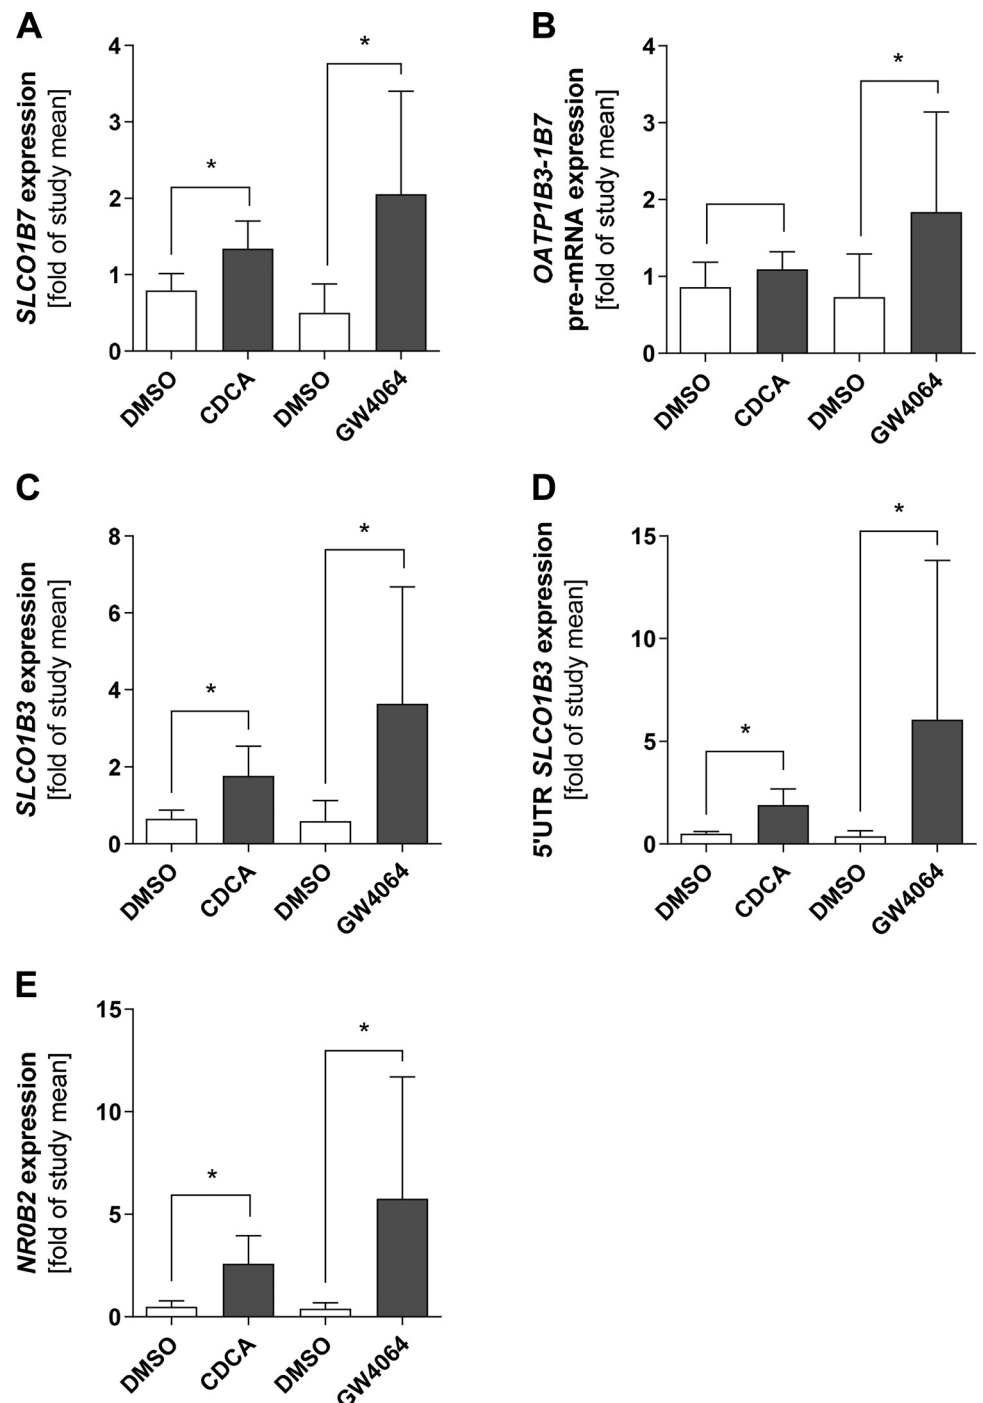 A
SLCO1B7 expression
[fold of study mean]
4
3
2
1
0
*
*
DMSO
CDCA
DMSO
GW4064
B
OATP1B3-1B7
pre-mRNA expression
[fold of study mean]
4
3
2
1
0
*
DMSO
CDCA
DMSO
GW4064
C
SLCO1B3 expression
[fold of study mean]
8
6
4
2
0
*
*
DMSO
CDCA
DMSO
GW4064
D
5'UTR SLCO1B3 expression
[fold of study mean]
15
10
5
0
*
*
DMSO
CDCA
DMSO
GW4064
E
NR0B2 expression
[fold of study mean]
15
10
5
0
*
*
DMSO
CDCA
DMSO
GW4064